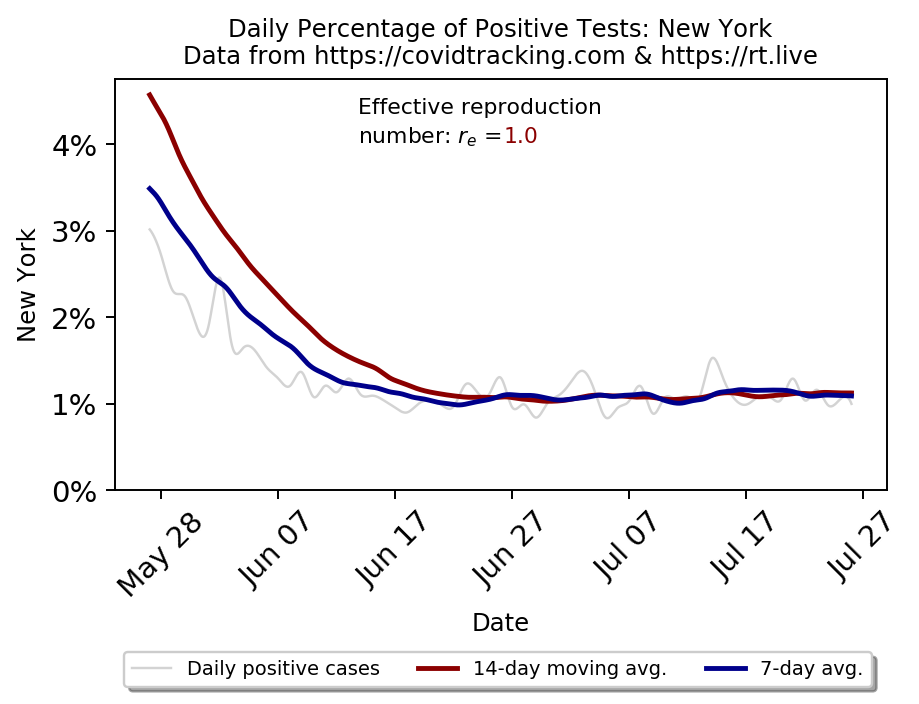 Daily Percentage of Positive Tests: New York
Data from https://covidtracking.com & https://rt.live
Effective reproduction
number: rₑ =1.0
4%
3%
2%
1%
0%
New York
May 28
Jun 07
Jun 17
Jun 27
Jul 07
Jul 17
Jul 27
Date
Daily positive cases
14-day moving avg.
7-day avg.